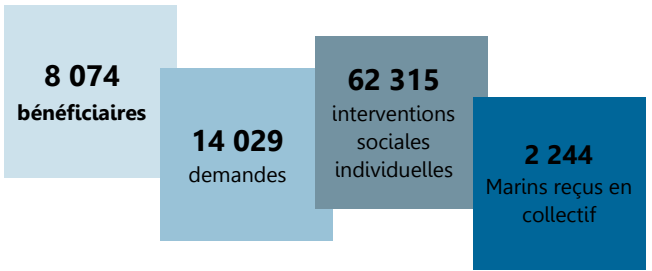 8 074
bénéficiaires
14 029
demandes
62 315
interventions
sociales
individuelles
2 244
Marins reçus en
collectif